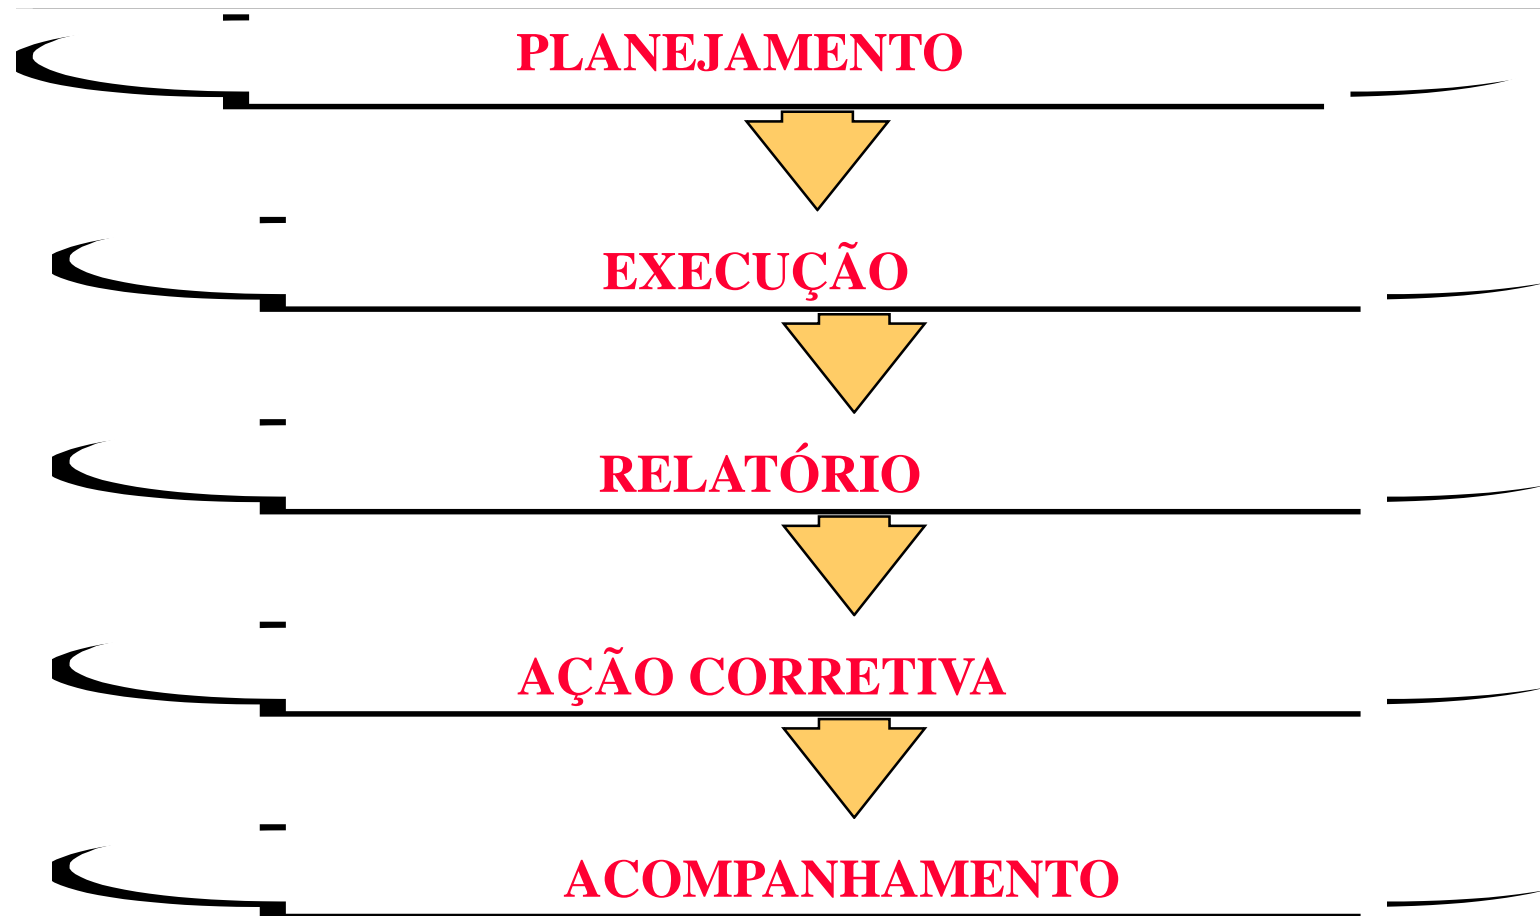 PLANEJAMENTO
EXECUÇÃO
RELATÓRIO
AÇÃO CORRETIVA
ACOMPANHAMENTO